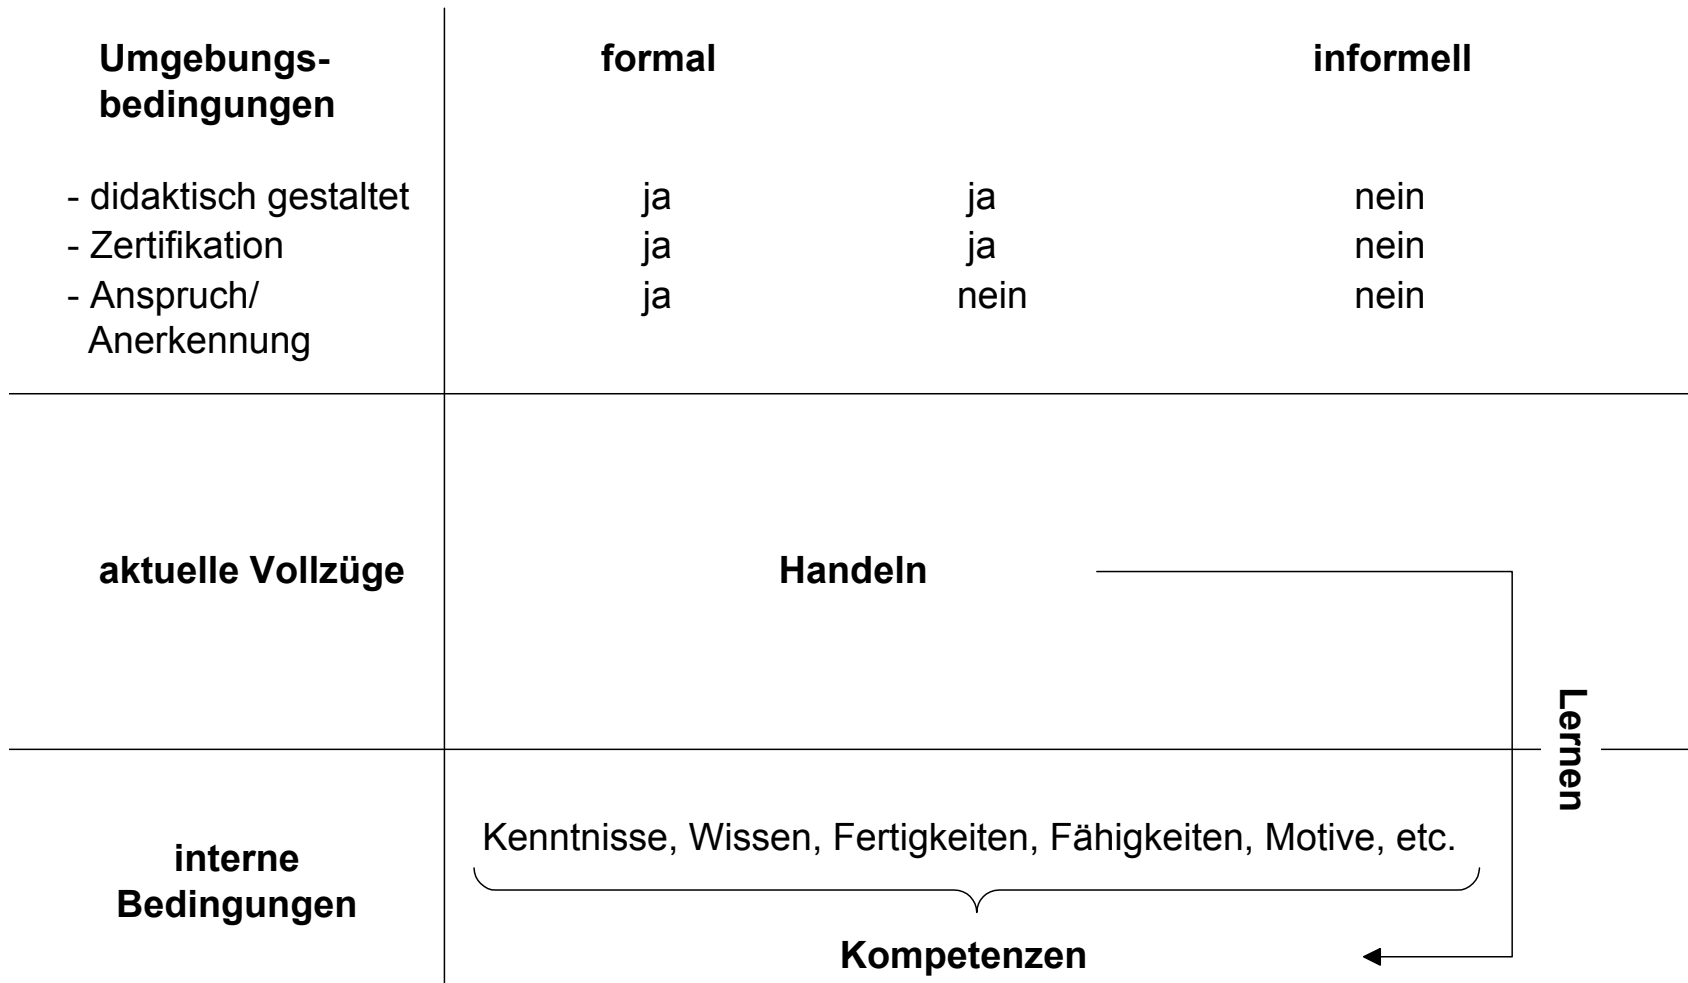 Umgebungs- formal informell
bedingungen
- didaktisch gestaltet ja ja nein
- Zertifikation ja ja nein
- Anspruch/ ja nein nein
Anerkennung
aktuelle Vollzüge Handeln
Lernen
Kenntnisse, Wissen, Fertigkeiten, Fähigkeiten, Motive, etc.
interne
Bedingungen
Kompetenzen